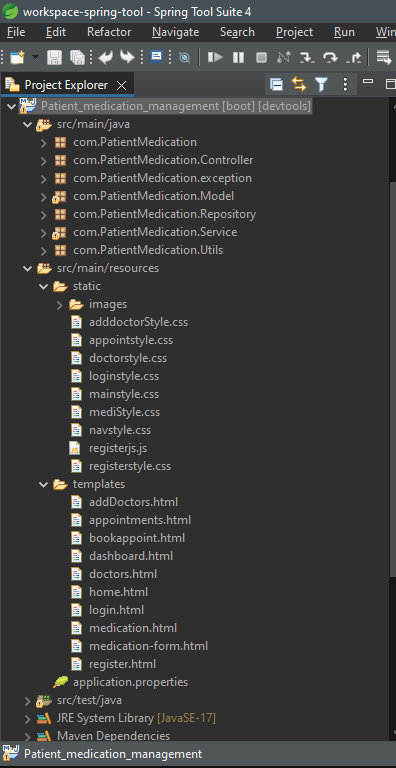 workspace-spring-tool - Spring Tool Suite 4
File Edit Refactor Navigate Search Project Run Window
Project Explorer
Patient_medication_management [boot] [devtools]
src/main/java
com.PatientMedication
com.PatientMedication.Controller
com.PatientMedication.exception
com.PatientMedication.Model
com.PatientMedication.Repository
com.PatientMedication.Service
com.PatientMedication.Utils
src/main/resources
static
images
adddoctorStyle.css
appointstyle.css
doctorstyle.css
loginstyle.css
mainstyle.css
mediStyle.css
navstyle.css
registerjs.js
registerstyle.css
templates
addDoctors.html
appointments.html
bookappoint.html
dashboard.html
doctors.html
home.html
login.html
medication.html
medication-form.html
register.html
application.properties
src/test/java
JRE System Library [JavaSE-17]
Maven Dependencies
Patient_medication_management